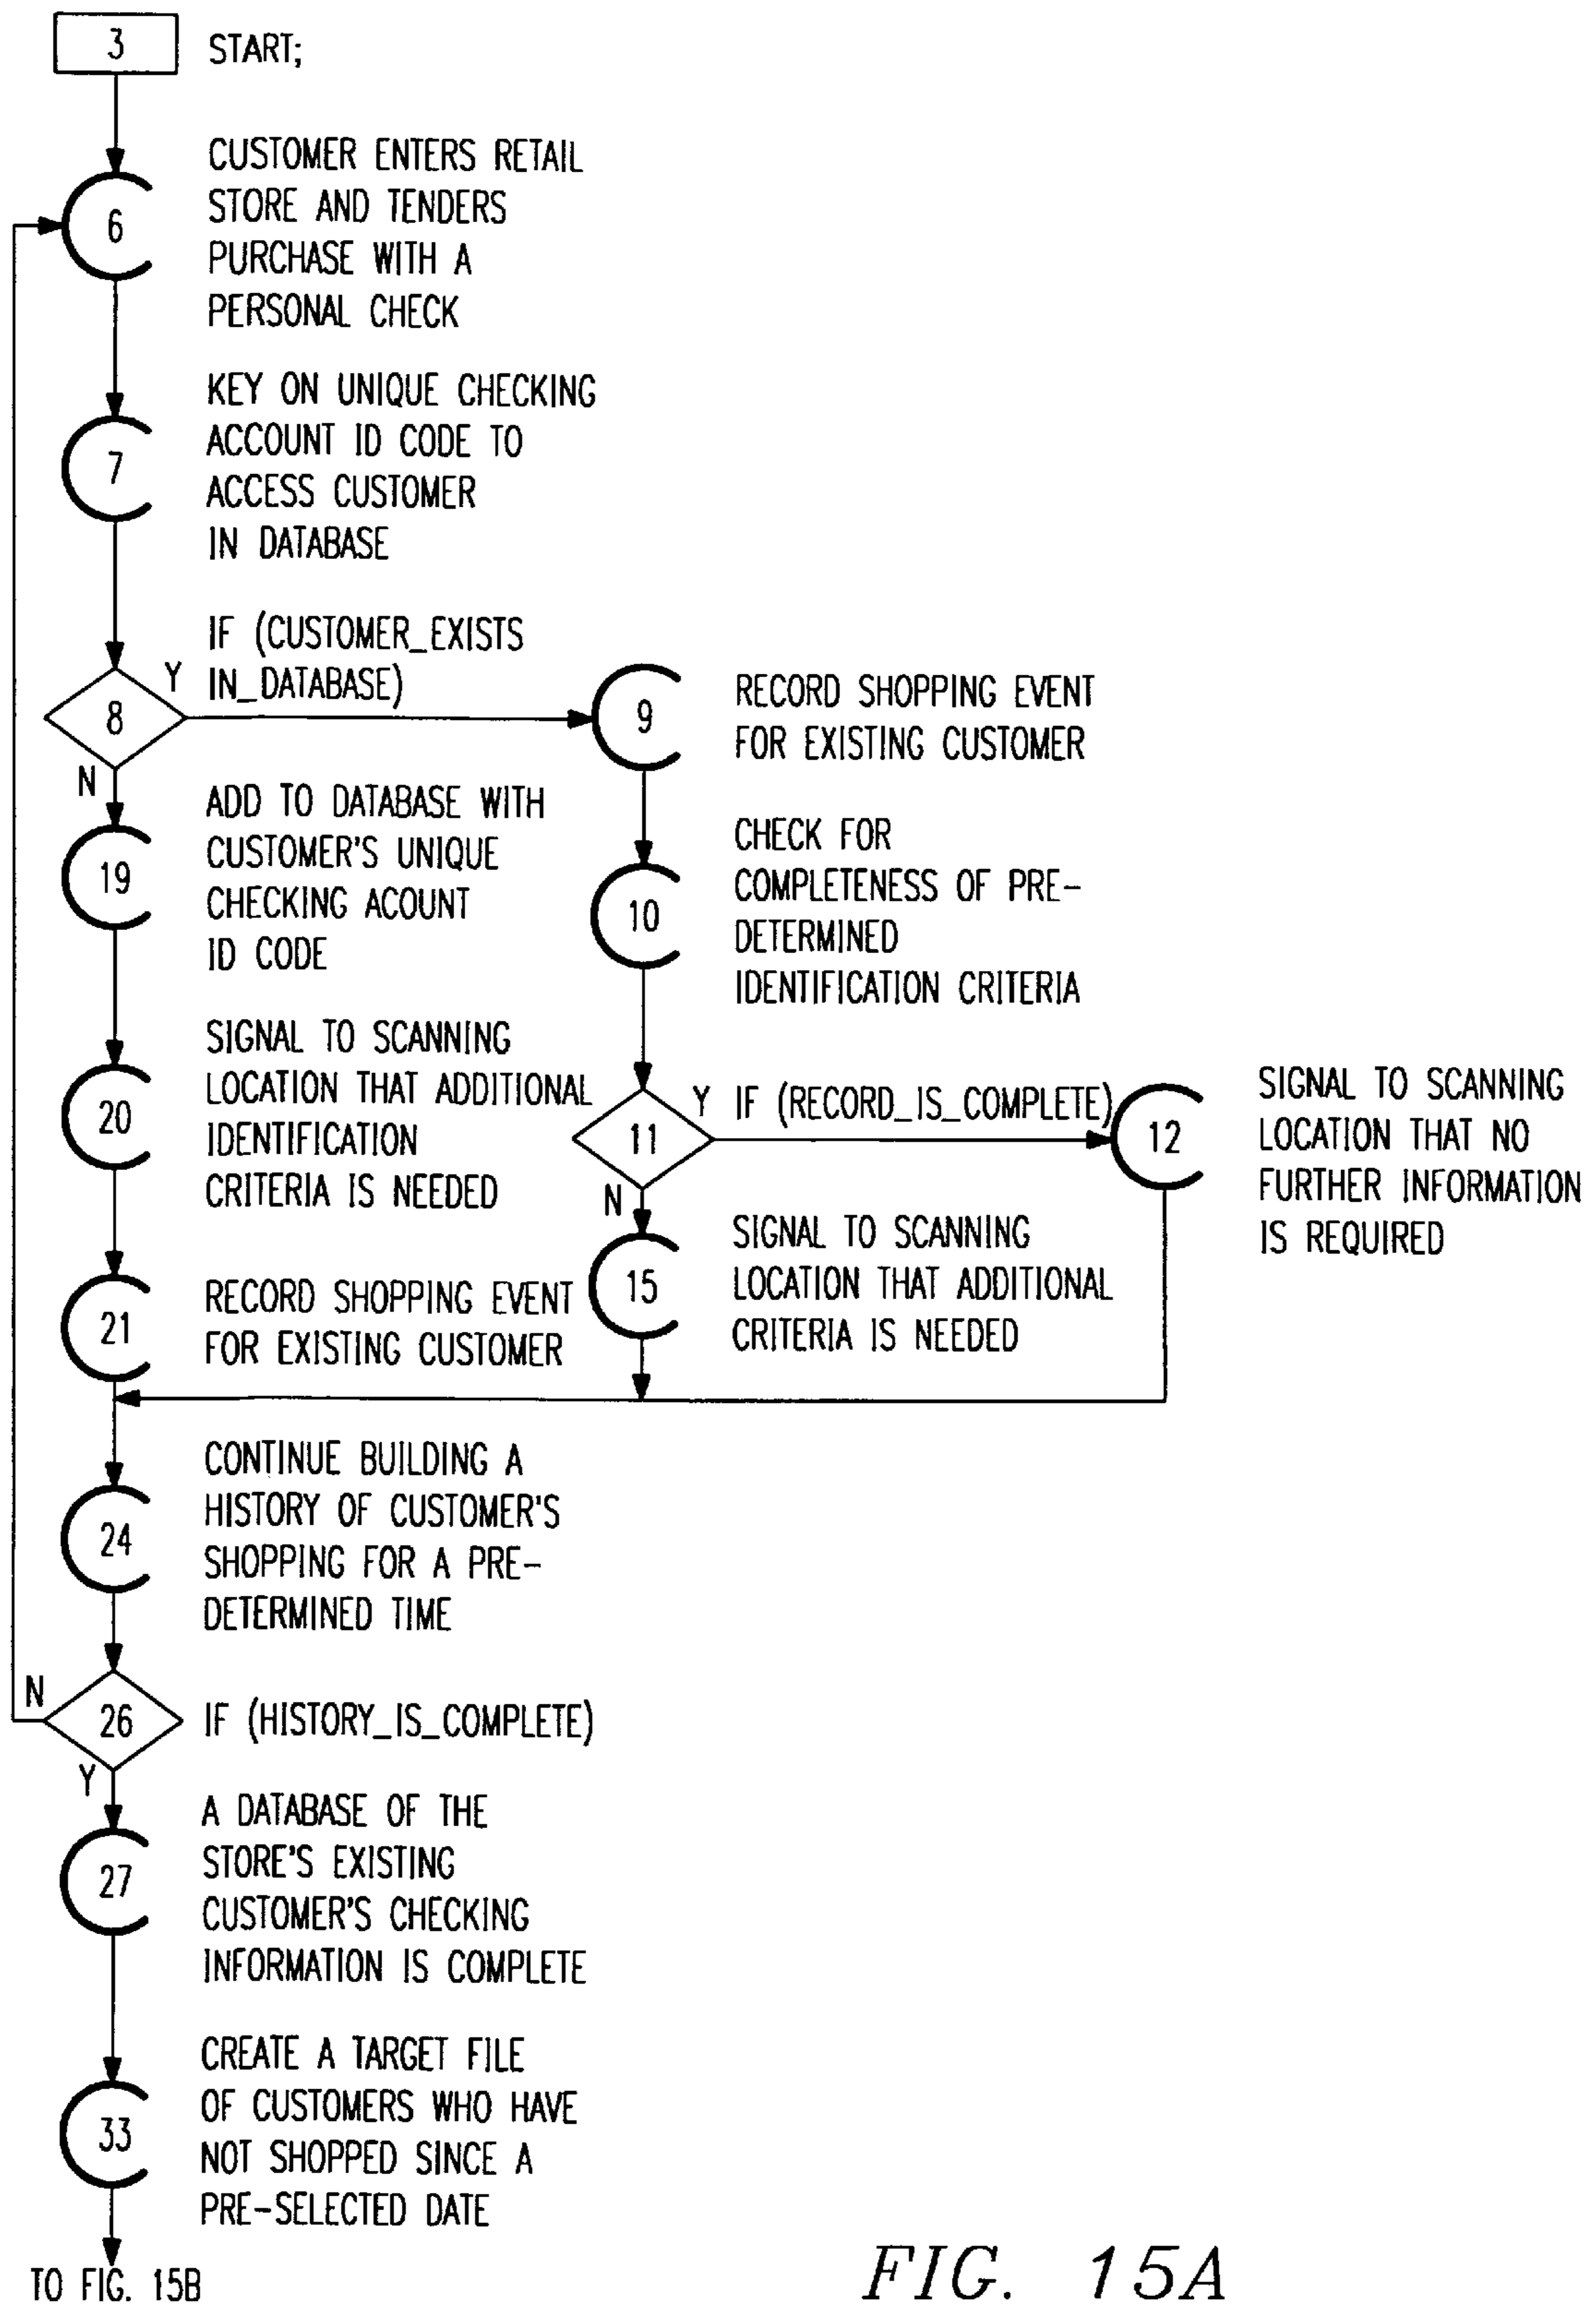 3 START;
CUSTOMER ENTERS RETAIL
STORE AND TENDERS
6
PURCHASE WITH A
PERSONAL CHECK
KEY ON UNIQUE CHECKING
ACCOUNT ID CODE TO
7
ACCESS CUSTOMER
IN DATABASE
IF (CUSTOMER_EXISTS
Y IN_DATABASE)
8
N
9
RECORD SHOPPING EVENT
FOR EXISTING CUSTOMER
ADD TO DATABASE WITH
CUSTOMER'S UNIQUE
19
CHECKING ACOUNT
ID CODE
CHECK FOR
COMPLETENESS OF PRE-
10
DETERMINED
IDENTIFICATION CRITERIA
SIGNAL TO SCANNING
LOCATION THAT ADDITIONAL
20
IDENTIFICATION
CRITERIA IS NEEDED
Y IF (RECORD_IS_COMPLETE)
11
N
12
SIGNAL TO SCANNING
LOCATION THAT NO
FURTHER INFORMATION
IS REQUIRED
SIGNAL TO SCANNING
15
LOCATION THAT ADDITIONAL
CRITERIA IS NEEDED
21
RECORD SHOPPING EVENT
FOR EXISTING CUSTOMER
CONTINUE BUILDING A
HISTORY OF CUSTOMER'S
24
SHOPPING FOR A PRE-
DETERMINED TIME
N
26 IF (HISTORY_IS_COMPLETE)
Y
A DATABASE OF THE
STORE'S EXISTING
27
CUSTOMER'S CHECKING
INFORMATION IS COMPLETE
CREATE A TARGET FILE
OF CUSTOMERS WHO HAVE
33
NOT SHOPPED SINCE A
PRE-SELECTED DATE
TO FIG. 15B
FIG. 15A